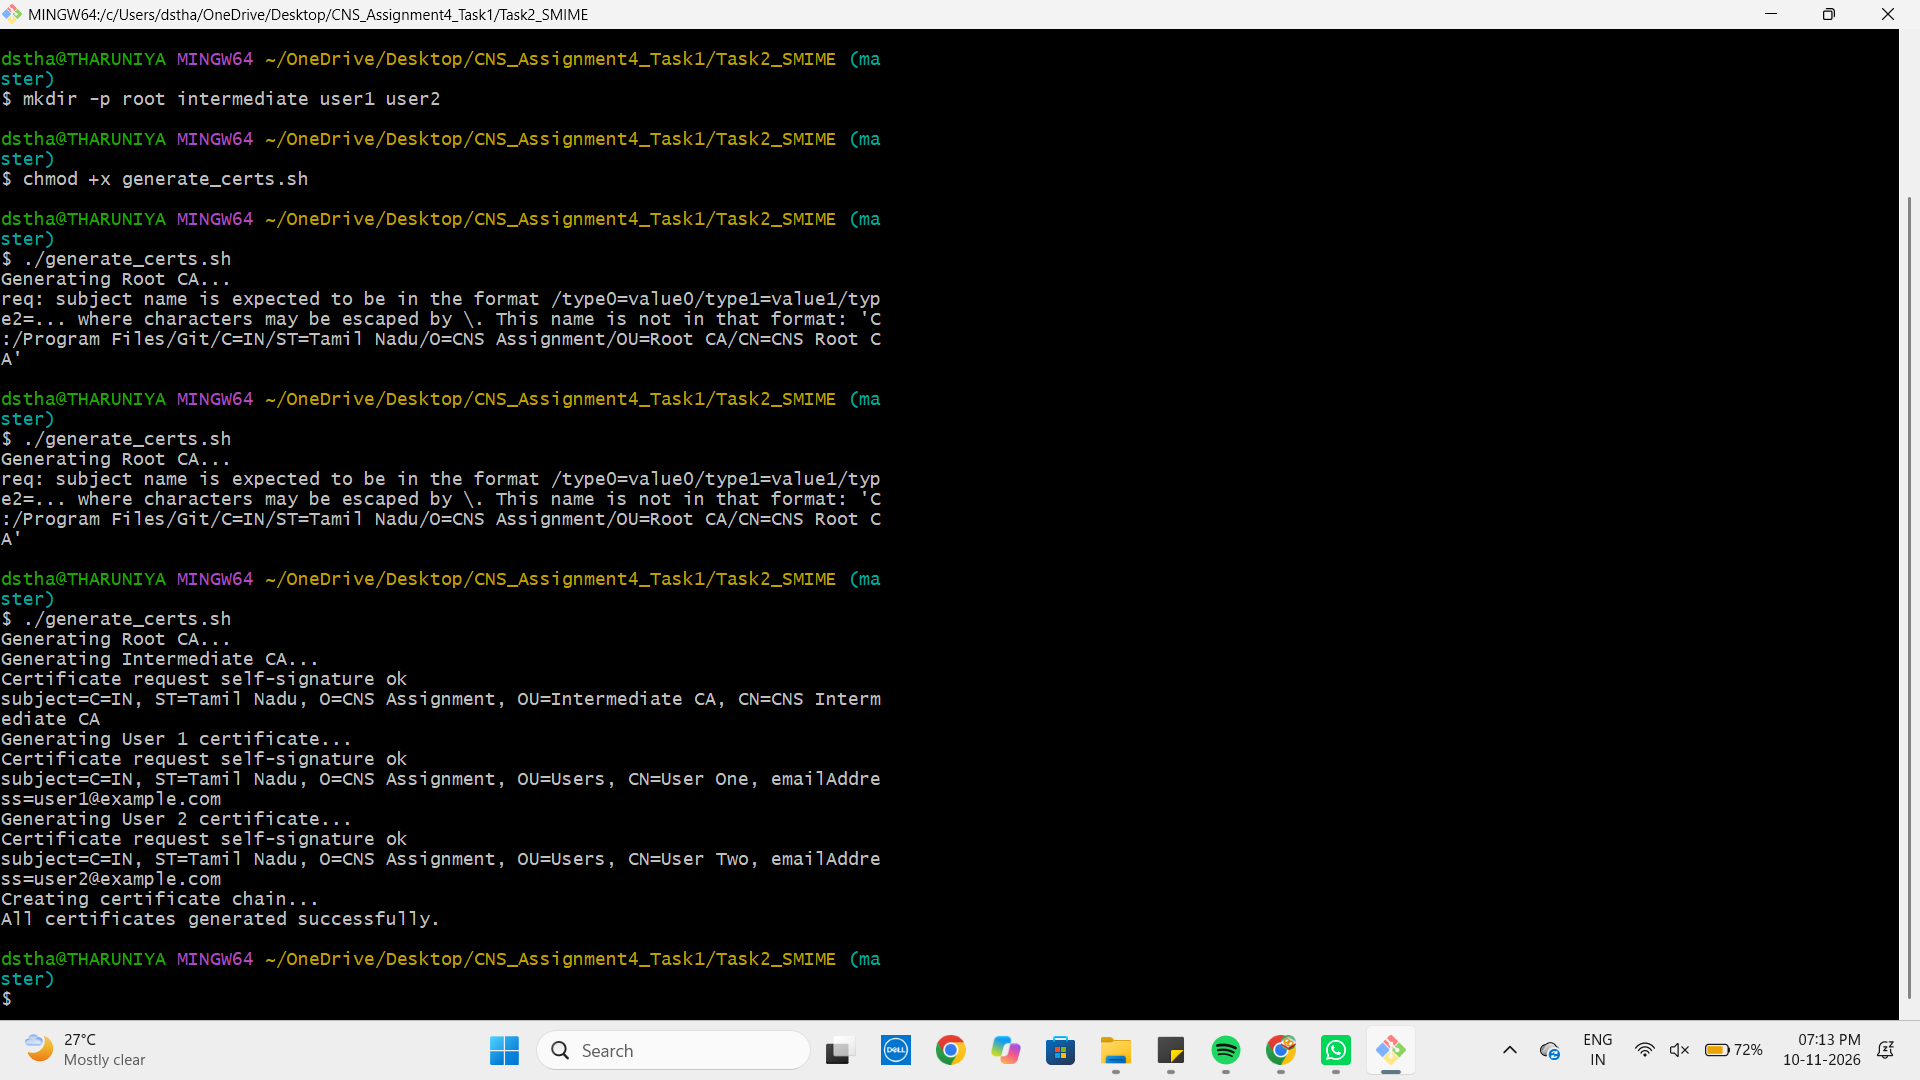 MINGW64:/c/Users/dstha/OneDrive/Desktop/CNS_Assignment4_Task1/Task2_SMIME
dstha@THARUNIYA MINGW64 ~/OneDrive/Desktop/CNS_Assignment4_Task1/Task2_SMIME (ma
ster)
$ mkdir -p root intermediate user1 user2
dstha@THARUNIYA MINGW64 ~/OneDrive/Desktop/CNS_Assignment4_Task1/Task2_SMIME (ma
ster)
$ chmod +x generate_certs.sh
dstha@THARUNIYA MINGW64 ~/OneDrive/Desktop/CNS_Assignment4_Task1/Task2_SMIME (ma
ster)
$ ./generate_certs.sh
Generating Root CA...
req: subject name is expected to be in the format /type0=value0/type1=value1/typ
e2=... where characters may be escaped by \. This name is not in that format: 'C
:/Program Files/Git/C=IN/ST=Tamil Nadu/O=CNS Assignment/OU=Root CA/CN=CNS Root C
A'
dstha@THARUNIYA MINGW64 ~/OneDrive/Desktop/CNS_Assignment4_Task1/Task2_SMIME (ma
ster)
$ ./generate_certs.sh
Generating Root CA...
req: subject name is expected to be in the format /type0=value0/type1=value1/typ
e2=... where characters may be escaped by \. This name is not in that format: 'C
:/Program Files/Git/C=IN/ST=Tamil Nadu/O=CNS Assignment/OU=Root CA/CN=CNS Root C
A'
dstha@THARUNIYA MINGW64 ~/OneDrive/Desktop/CNS_Assignment4_Task1/Task2_SMIME (ma
ster)
$ ./generate_certs.sh
Generating Root CA...
Generating Intermediate CA...
Certificate request self-signature ok
subject=C=IN, ST=Tamil Nadu, O=CNS Assignment, OU=Intermediate CA, CN=CNS Interm
ediate CA
Generating User 1 certificate...
Certificate request self-signature ok
subject=C=IN, ST=Tamil Nadu, O=CNS Assignment, OU=Users, CN=User One, emailAddre
ss=user1@example.com
Generating User 2 certificate...
Certificate request self-signature ok
subject=C=IN, ST=Tamil Nadu, O=CNS Assignment, OU=Users, CN=User Two, emailAddre
ss=user2@example.com
Creating certificate chain...
All certificates generated successfully.
dstha@THARUNIYA MINGW64 ~/OneDrive/Desktop/CNS_Assignment4_Task1/Task2_SMIME (ma
ster)
$
27°C
Mostly clear
Search
DELL
ENG
IN
72%
07:13 PM
10-11-2026